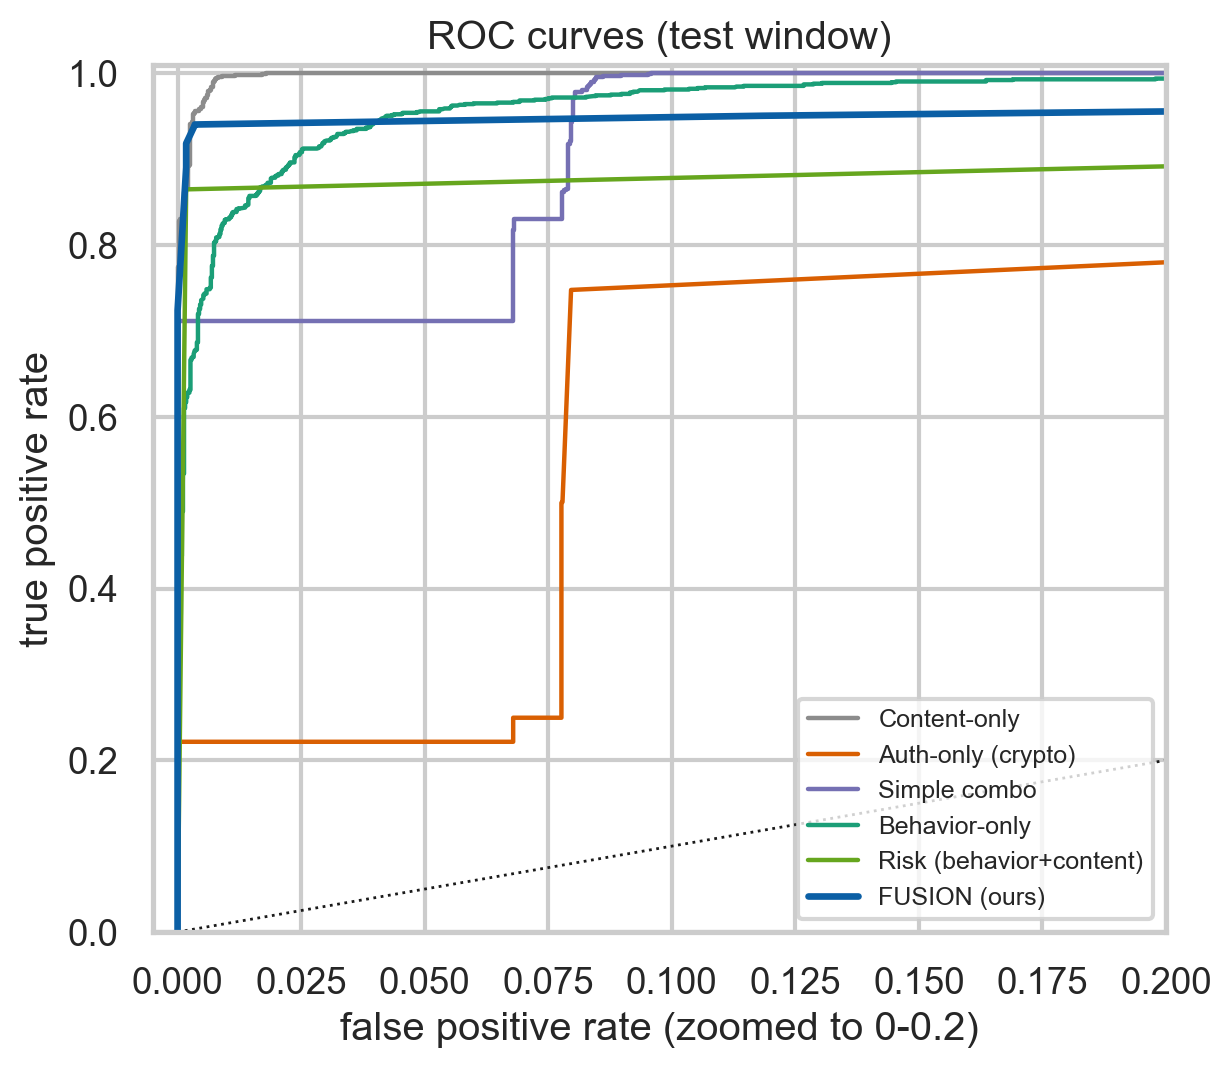 ROC curves (test window)
1.0
0.8
0.6
0.4
0.2
0.0
true positive rate
0.000 0.025 0.050 0.075 0.100 0.125 0.150 0.175 0.200
false positive rate (zoomed to 0-0.2)
Content-only
Auth-only (crypto)
Simple combo
Behavior-only
Risk (behavior+content)
FUSION (ours)